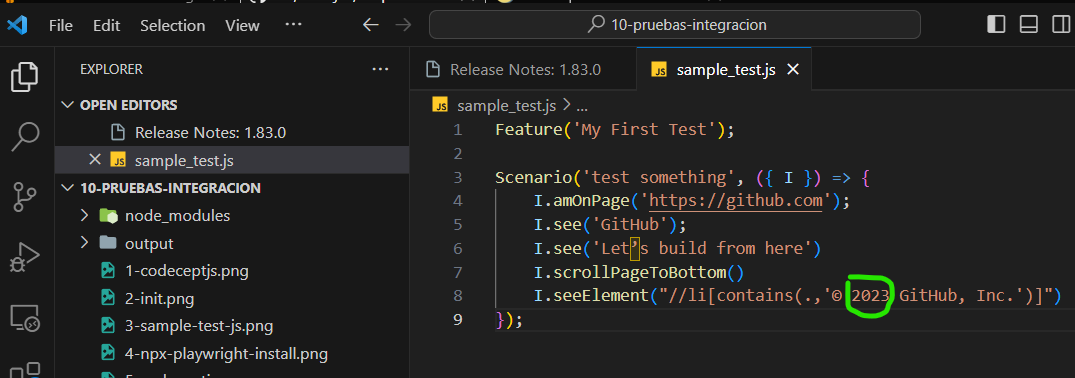 File Edit Selection View ··· 10-pruebas-integracion
EXPLORER ···
OPEN EDITORS
Release Notes: 1.83.0
sample_test.js
10-PRUEBAS-INTEGRACION
node_modules
output
1-codeceptjs.png
2-init.png
3-sample-test-js.png
4-npx-playwright-install.png
Release Notes: 1.83.0 JS sample_test.js
JS sample_test.js > ...
1 Feature('My First Test');
2
3 Scenario('test something', ({ I }) => {
4 I.amOnPage('https://github.com');
5 I.see('GitHub');
6 I.see('Let’s build from here')
7 I.scrollPageToBottom()
8 I.seeElement("//li[contains(.,'© 2023 GitHub, Inc.')]")
9 });